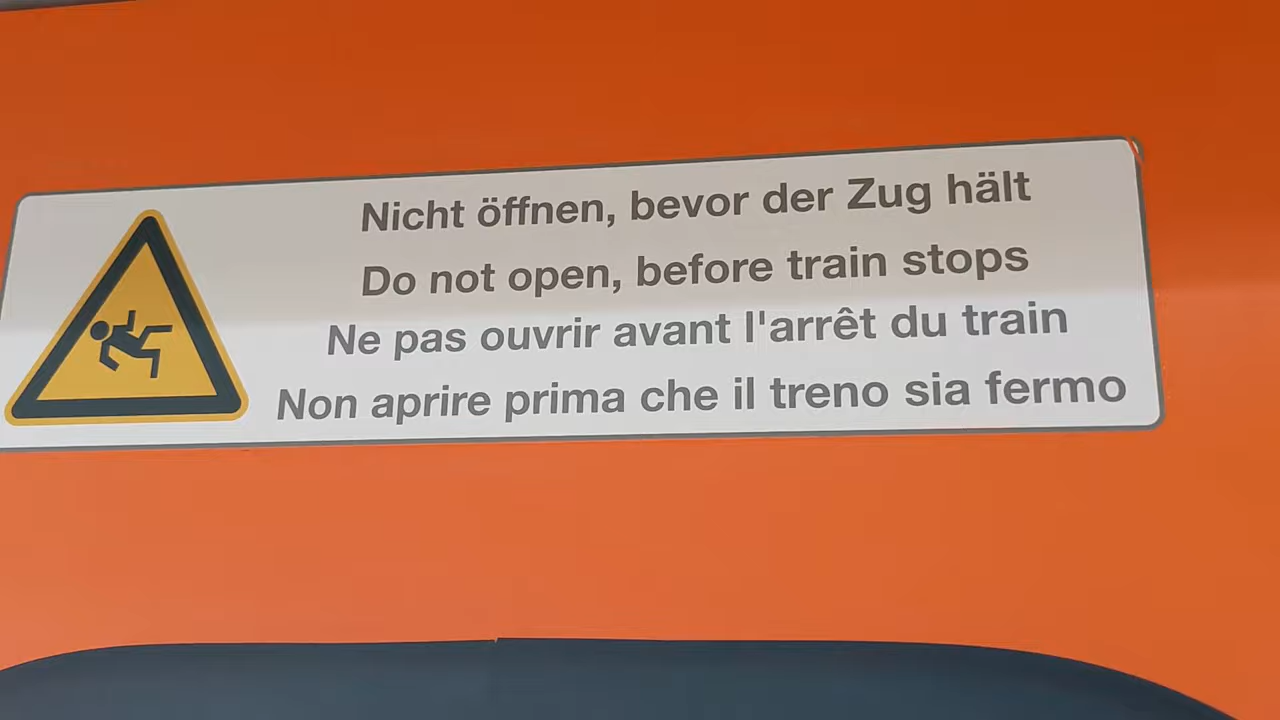 Nicht öffnen, bevor der Zug hält
Do not open, before train stops
Ne pas ouvrir avant l'arrêt du train
Non aprire prima che il treno sia fermo